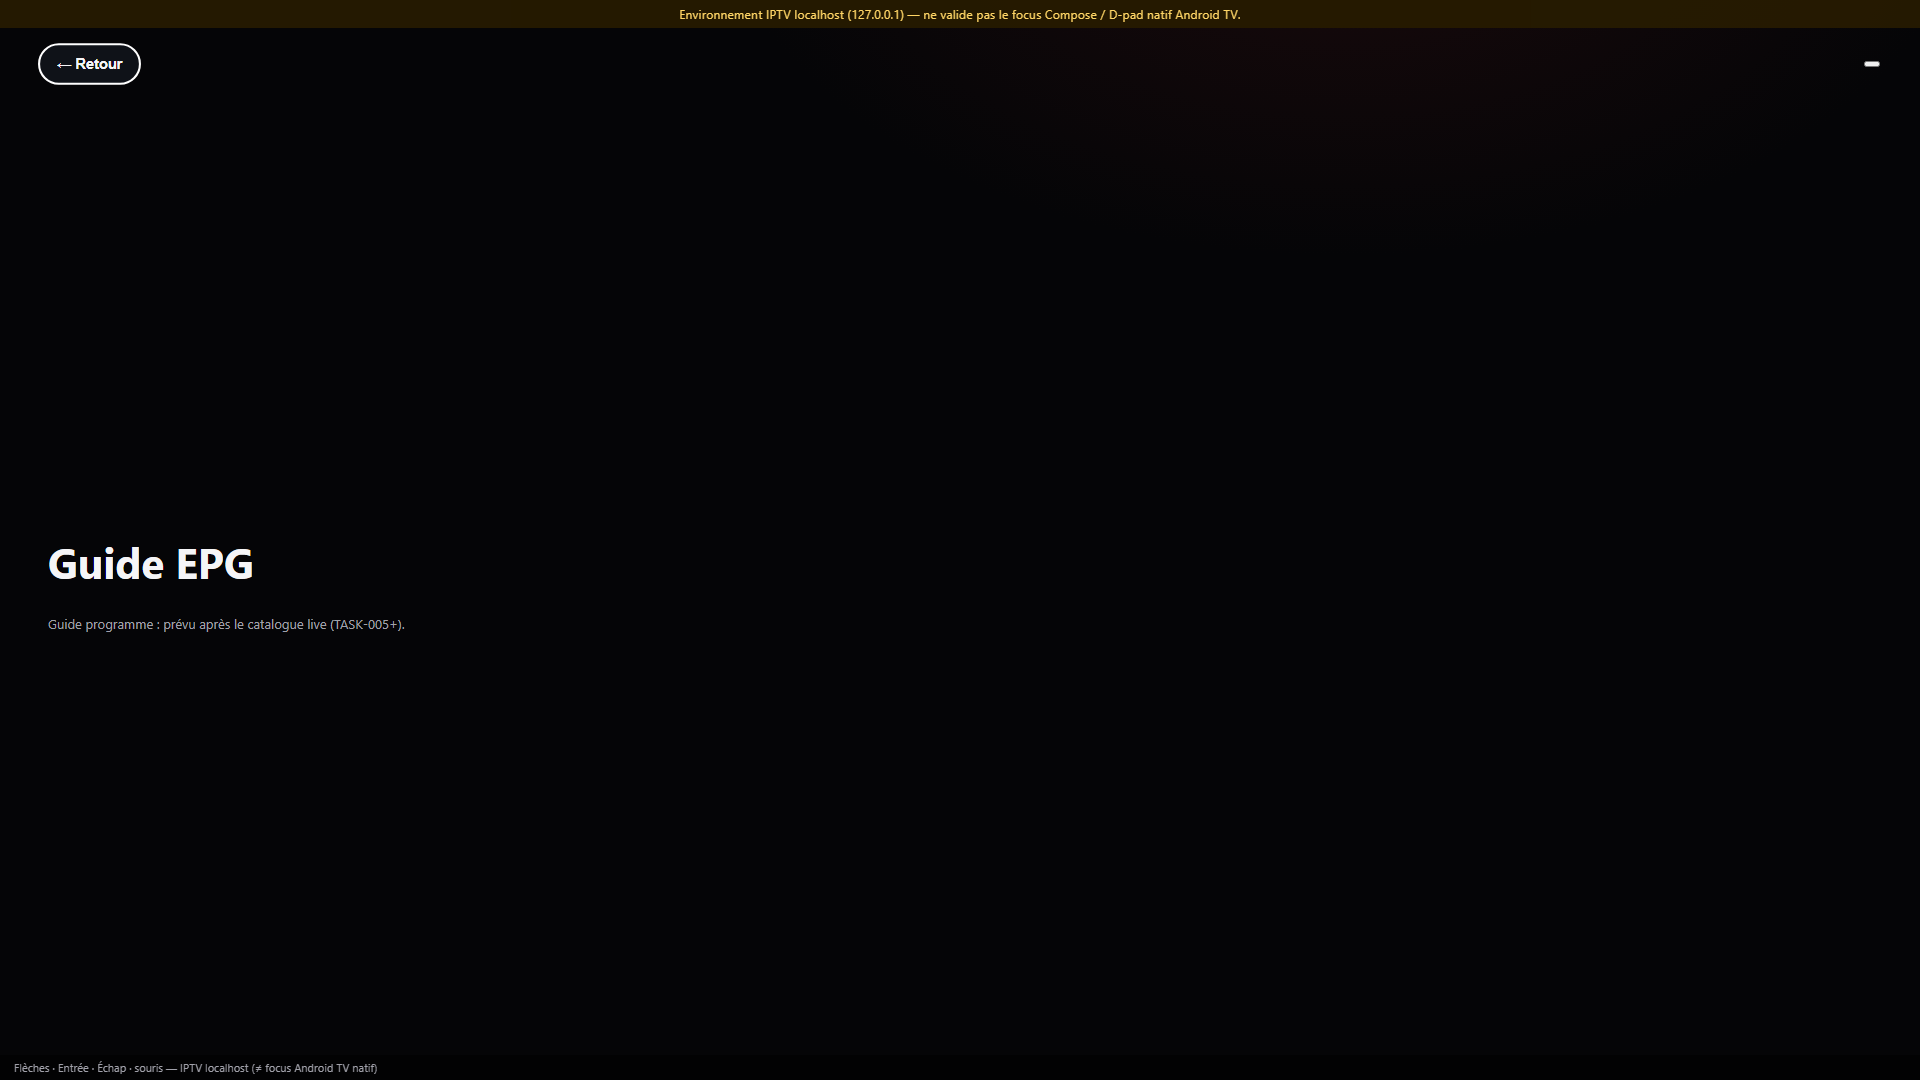 Environnement IPTV localhost (127.0.0.1) — ne valide pas le focus Compose / D-pad natif Android TV.
← Retour
Guide EPG
Guide programme : prévu après le catalogue live (TASK-005+).
Flèches · Entrée · Échap · souris — IPTV localhost (≠ focus Android TV natif)